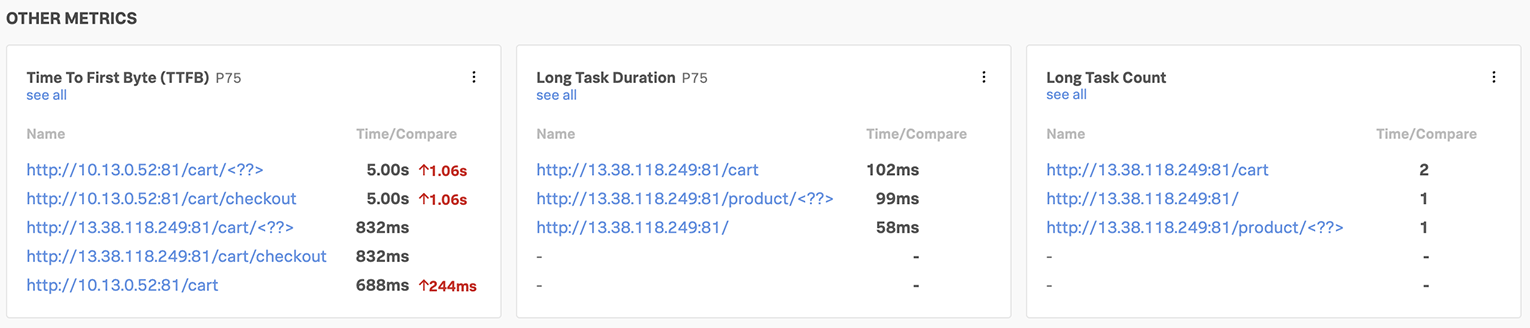 OTHER METRICS
Time To First Byte (TTFB) P75
see all
Name Time/Compare
http://10.13.0.52:81/cart/<??> 5.00s ↑1.06s
http://10.13.0.52:81/cart/checkout 5.00s ↑1.06s
http://13.38.118.249:81/cart/<??> 832ms
http://13.38.118.249:81/cart/checkout 832ms
http://10.13.0.52:81/cart 688ms ↑244ms
Long Task Duration P75
see all
Name Time/Compare
http://13.38.118.249:81/cart 102ms
http://13.38.118.249:81/product/<??> 99ms
http://13.38.118.249:81/ 58ms
- -
- -
Long Task Count
see all
Name Time/Compare
http://13.38.118.249:81/cart 2
http://13.38.118.249:81/ 1
http://13.38.118.249:81/product/<??> 1
- -
- -